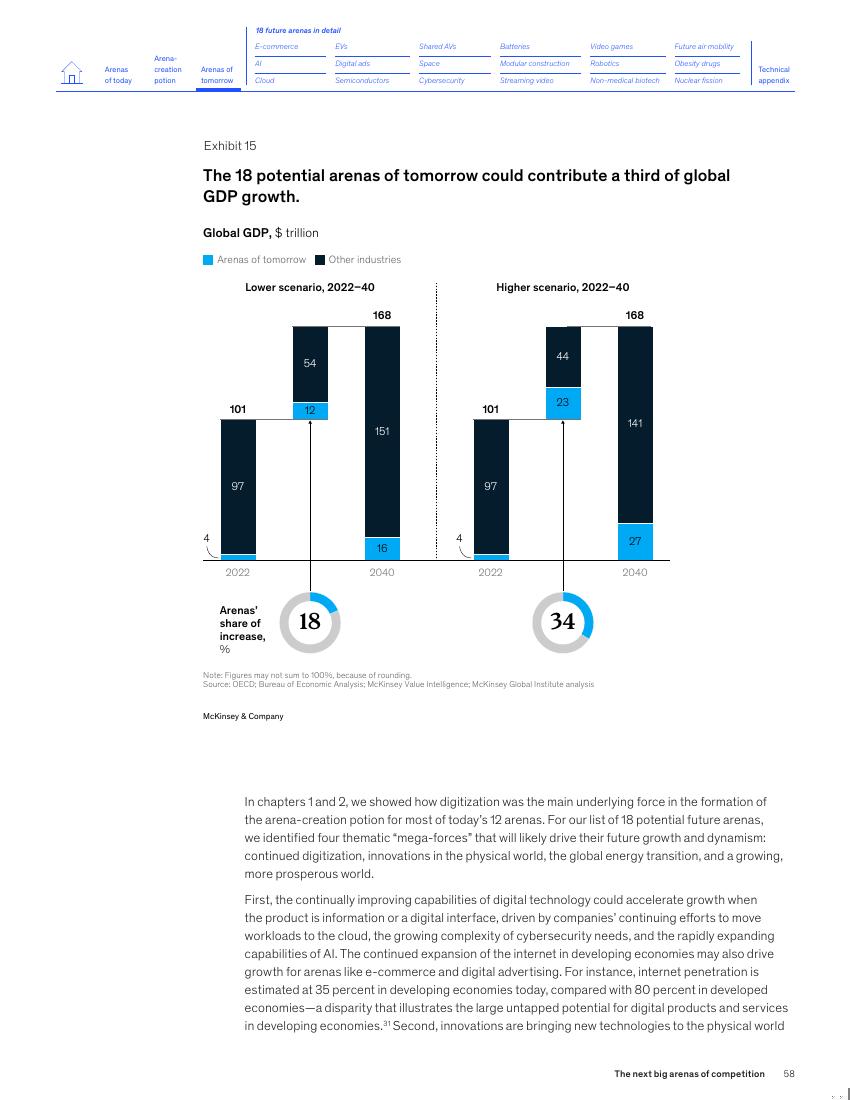 18 future arenas in detail
Arenas of today
Arena-creation potion
Arenas of tomorrow
E-commerce
EVs
Shared AVs
Batteries
Video games
Future air mobility
AI
Digital ads
Space
Modular construction
Robotics
Obesity drugs
Cloud
Semiconductors
Cybersecurity
Streaming video
Non-medical biotech
Nuclear fission
Technical appendix
Exhibit 15
The 18 potential arenas of tomorrow could contribute a third of global
GDP growth.
Global GDP, $ trillion
Arenas of tomorrow
Other industries
Lower scenario, 2022–40
168
54
12
101
151
97
4
16
2022
2040
Higher scenario, 2022–40
168
44
23
101
141
97
4
27
2022
2040
Arenas'
share of
increase,
%
18
34
Note: Figures may not sum to 100%, because of rounding.
Source: OECD; Bureau of Economic Analysis; McKinsey Value Intelligence; McKinsey Global Institute analysis
McKinsey & Company
In chapters 1 and 2, we showed how digitization was the main underlying force in the formation of
the arena-creation potion for most of today's 12 arenas. For our list of 18 potential future arenas,
we identified four thematic “mega-forces” that will likely drive their future growth and dynamism:
continued digitization, innovations in the physical world, the global energy transition, and a growing,
more prosperous world.
First, the continually improving capabilities of digital technology could accelerate growth when
the product is information or a digital interface, driven by companies' continuing efforts to move
workloads to the cloud, the growing complexity of cybersecurity needs, and the rapidly expanding
capabilities of AI. The continued expansion of the internet in developing economies may also drive
growth for arenas like e-commerce and digital advertising. For instance, internet penetration is
estimated at 35 percent in developing economies today, compared with 80 percent in developed
economies—a disparity that illustrates the large untapped potential for digital products and services
in developing economies.31 Second, innovations are bringing new technologies to the physical world
The next big arenas of competition
58